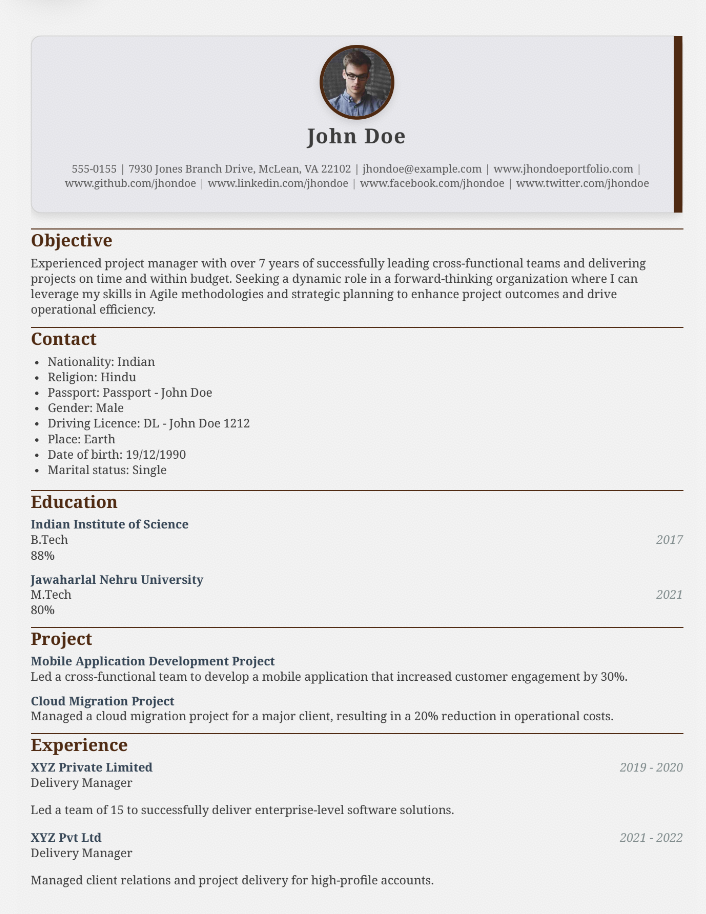 John Doe
555-0155 | 7930 Jones Branch Drive, McLean, VA 22102 | jhondoe@example.com | www.jhondoeportfolio.com |
www.github.com/jhondoe | www.linkedin.com/jhondoe | www.facebook.com/jhondoe | www.twitter.com/jhondoe
Objective
Experienced project manager with over 7 years of successfully leading cross-functional teams and delivering
projects on time and within budget. Seeking a dynamic role in a forward-thinking organization where I can
leverage my skills in Agile methodologies and strategic planning to enhance project outcomes and drive
operational efficiency.
Contact
• Nationality: Indian
• Religion: Hindu
• Passport: Passport - John Doe
• Gender: Male
• Driving Licence: DL - John Doe 1212
• Place: Earth
• Date of birth: 19/12/1990
• Marital status: Single
Education
Indian Institute of Science
B.Tech 2017
88%
Jawaharlal Nehru University
M.Tech 2021
80%
Project
Mobile Application Development Project
Led a cross-functional team to develop a mobile application that increased customer engagement by 30%.
Cloud Migration Project
Managed a cloud migration project for a major client, resulting in a 20% reduction in operational costs.
Experience
XYZ Private Limited 2019 - 2020
Delivery Manager
Led a team of 15 to successfully deliver enterprise-level software solutions.
XYZ Pvt Ltd 2021 - 2022
Delivery Manager
Managed client relations and project delivery for high-profile accounts.